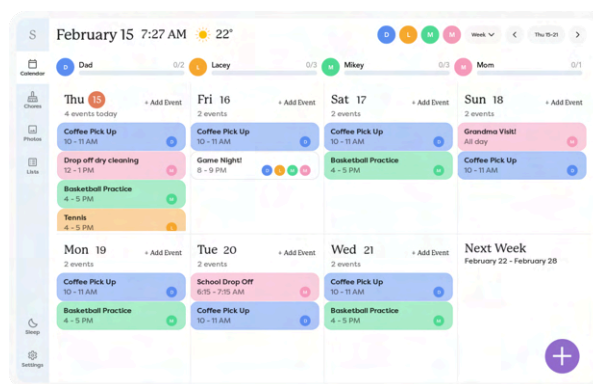 S
February 15 7:27 AM 22°
D L M M
Week
Thu 15-21
D Dad 0/2
L Lacey 0/3
M Mikey 0/3
M Mom 0/1
Calendar
Chores
Photos
Lists
Sleep
Settings
Thu 15 + Add Event
4 events today
Coffee Pick Up
10 - 11 AM D
Drop off dry cleaning
12 - 1 PM M
Basketball Practice
4 - 5 PM M
Tennis
4 - 5 PM L
Fri 16 + Add Event
2 events
Coffee Pick Up
10 - 11 AM D
Game Night!
8 - 9 PM D L M M
Sat 17 + Add Event
2 events
Coffee Pick Up
10 - 11 AM D
Basketball Practice
4 - 5 PM M
Sun 18 + Add Event
2 events
Grandma Visit!
All day M
Coffee Pick Up
10 - 11 AM D
Mon 19 + Add Event
2 events
Coffee Pick Up
10 - 11 AM D
Basketball Practice
4 - 5 PM M
Tue 20 + Add Event
2 events
School Drop Off
6:15 - 7:15 AM M
Coffee Pick Up
10 - 11 AM D
Wed 21 + Add Event
2 events
Coffee Pick Up
10 - 11 AM D
Basketball Practice
4 - 5 PM M
Next Week
February 22 - February 28